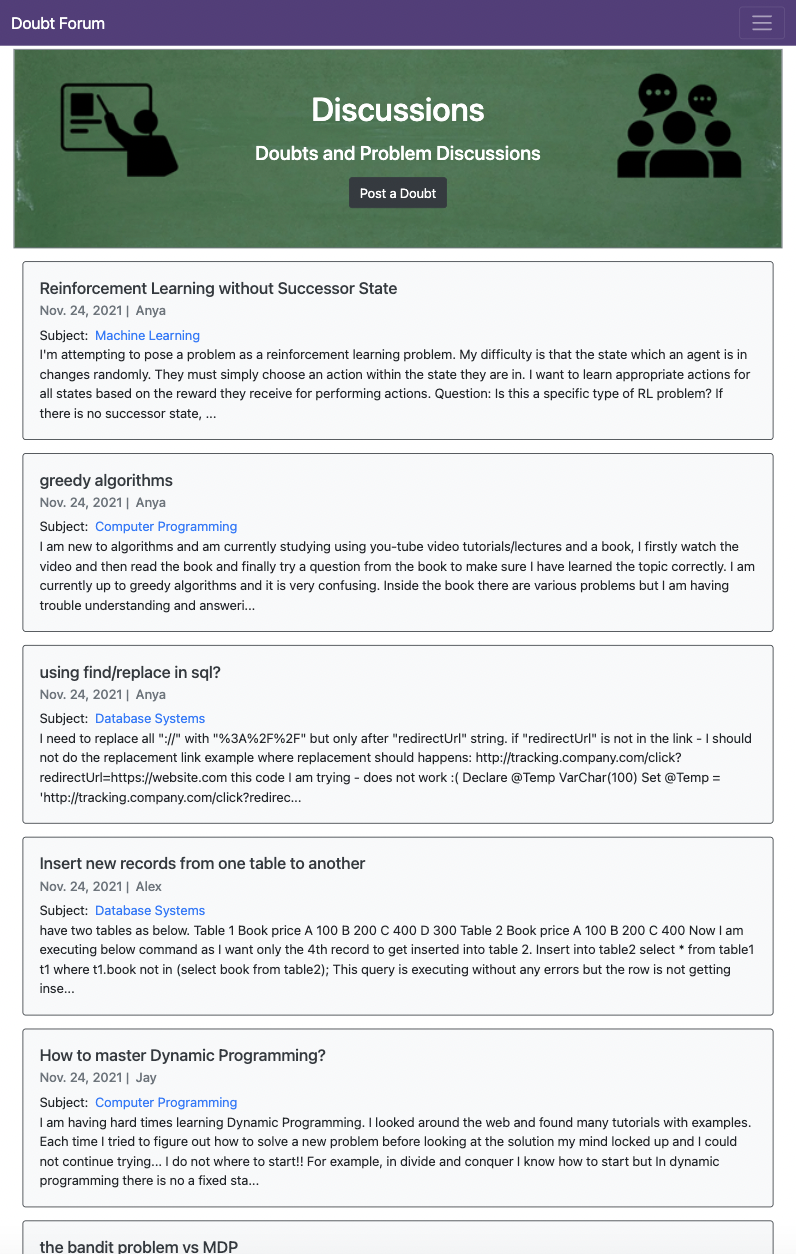 Doubt Forum
Discussions
Doubts and Problem Discussions
Post a Doubt
Reinforcement Learning without Successor State
Nov. 24, 2021 | Anya
Subject: Machine Learning
I'm attempting to pose a problem as a reinforcement learning problem. My difficulty is that the state which an agent is in
changes randomly. They must simply choose an action within the state they are in. I want to learn appropriate actions for
all states based on the reward they receive for performing actions. Question: Is this a specific type of RL problem? If
there is no successor state, ...
greedy algorithms
Nov. 24, 2021 | Anya
Subject: Computer Programming
I am new to algorithms and am currently studying using you-tube video tutorials/lectures and a book, I firstly watch the
video and then read the book and finally try a question from the book to make sure I have learned the topic correctly. I am
currently up to greedy algorithms and it is very confusing. Inside the book there are various problems but I am having
trouble understanding and answeri...
using find/replace in sql?
Nov. 24, 2021 | Anya
Subject: Database Systems
I need to replace all "://" with "%3A%2F%2F" but only after "redirectUrl" string. if "redirectUrl" is not in the link - I should
not do the replacement link example where replacement should happens: http://tracking.company.com/click?
redirectUrl=https://website.com this code I am trying - does not work :( Declare @Temp VarChar(100) Set @Temp =
'http://tracking.company.com/click?redirec...
Insert new records from one table to another
Nov. 24, 2021 | Alex
Subject: Database Systems
have two tables as below. Table 1 Book price A 100 B 200 C 400 D 300 Table 2 Book price A 100 B 200 C 400 Now I am
executing below command as I want only the 4th record to get inserted into table 2. Insert into table2 select * from table1
t1 where t1.book not in (select book from table2); This query is executing without any errors but the row is not getting
inse...
How to master Dynamic Programming?
Nov. 24, 2021 | Jay
Subject: Computer Programming
I am having hard times learning Dynamic Programming. I looked around the web and found many tutorials with examples.
Each time I tried to figure out how to solve a new problem before looking at the solution my mind locked up and I could
not continue trying... I do not where to start!! For example, in divide and conquer I know how to start but In dynamic
programming there is no a fixed sta...
the bandit problem vs MDP